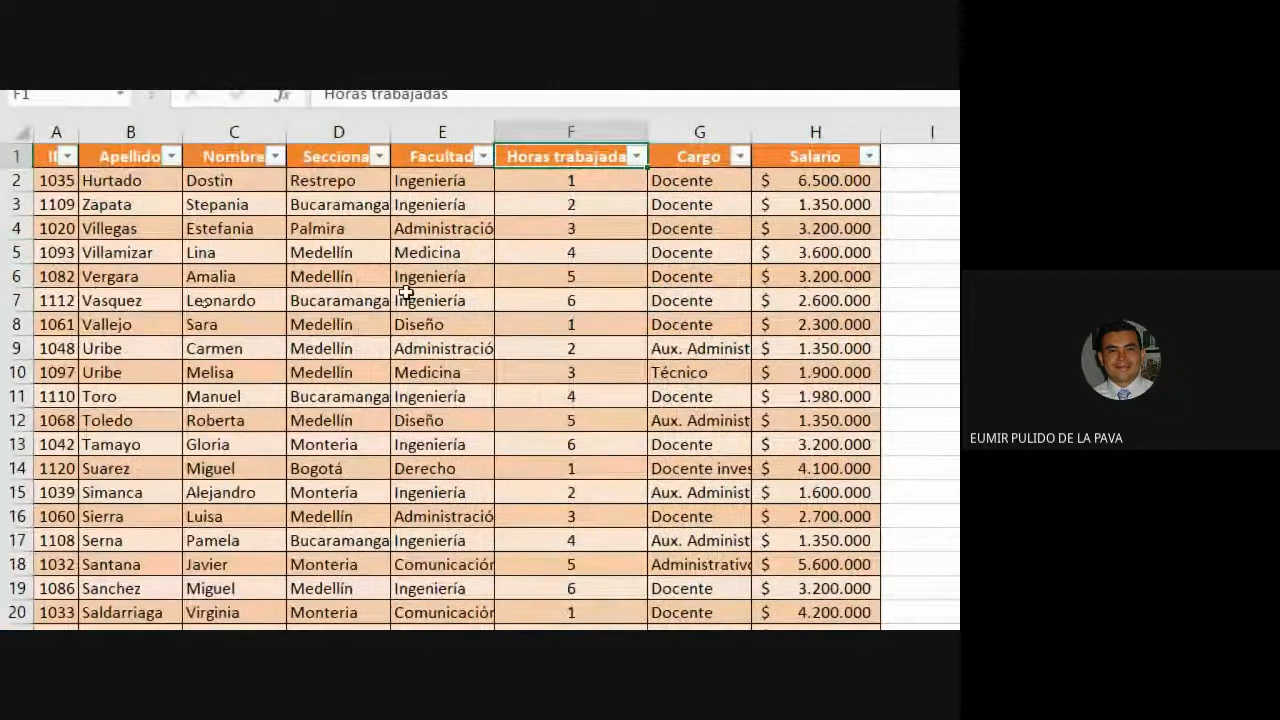 F1 fx Horas trabajadas
A B C D E F G H I
1 Apellido Nombre Secciona Facultad Horas trabajada Cargo Salario
2 1035 Hurtado Dostin Restrepo Ingeniería 1 Docente $ 6.500.000
3 1109 Zapata Stepania Bucaramanga Ingeniería 2 Docente $ 1.350.000
4 1020 Villegas Estefania Palmira Administració 3 Docente $ 3.200.000
5 1093 Villamizar Lina Medellín Medicina 4 Docente $ 3.600.000
6 1082 Vergara Amalia Medellín Ingeniería 5 Docente $ 3.200.000
7 1112 Vasquez Leonardo Bucaramanga Ingeniería 6 Docente $ 2.600.000
8 1061 Vallejo Sara Medellín Diseño 1 Docente $ 2.300.000
9 1048 Uribe Carmen Medellín Administració 2 Aux. Administ $ 1.350.000
10 1097 Uribe Melisa Medellín Medicina 3 Técnico $ 1.900.000
11 1110 Toro Manuel Bucaramanga Ingeniería 4 Docente $ 1.980.000
12 1068 Toledo Roberta Medellín Diseño 5 Aux. Administ $ 1.350.000
13 1042 Tamayo Gloria Monteria Ingeniería 6 Docente $ 3.200.000
14 1120 Suarez Miguel Bogotá Derecho 1 Docente inves $ 4.100.000
15 1039 Simanca Alejandro Monteria Ingeniería 2 Aux. Administ $ 1.600.000
16 1060 Sierra Luisa Medellín Administració 3 Docente $ 2.700.000
17 1108 Serna Pamela Bucaramanga Ingeniería 4 Aux. Administ $ 1.350.000
18 1032 Santana Javier Monteria Comunicación 5 Administrativo $ 5.600.000
19 1086 Sanchez Miguel Medellín Ingeniería 6 Docente $ 3.200.000
20 1033 Saldarriaga Virginia Monteria Comunicación 1 Docente $ 4.200.000
EUMIR PULIDO DE LA PAVA